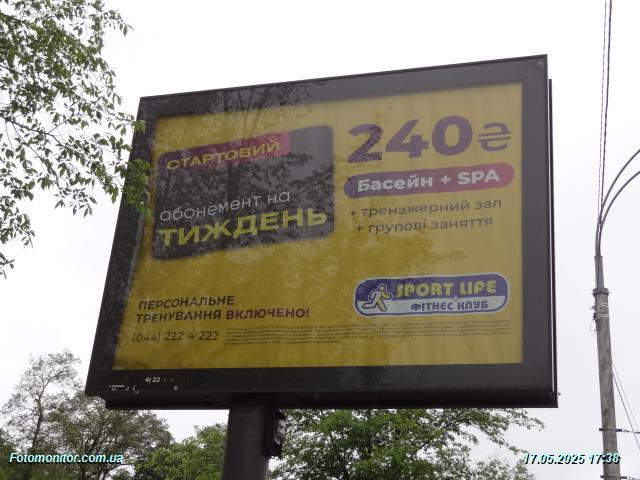 СТАРТОВИЙ
абонемент на
ТИЖДЕНЬ
240₴
Басейн + SPA
+ тренажерний зал
+ групові заняття
SPORT LIFE
ФІТНЕС КЛУБ
ПЕРСОНАЛЬНЕ
ТРЕНУВАННЯ ВКЛЮЧЕНО!
(044) 222 4 222
Fotomonitor.com.ua
17.05.2025 17:38